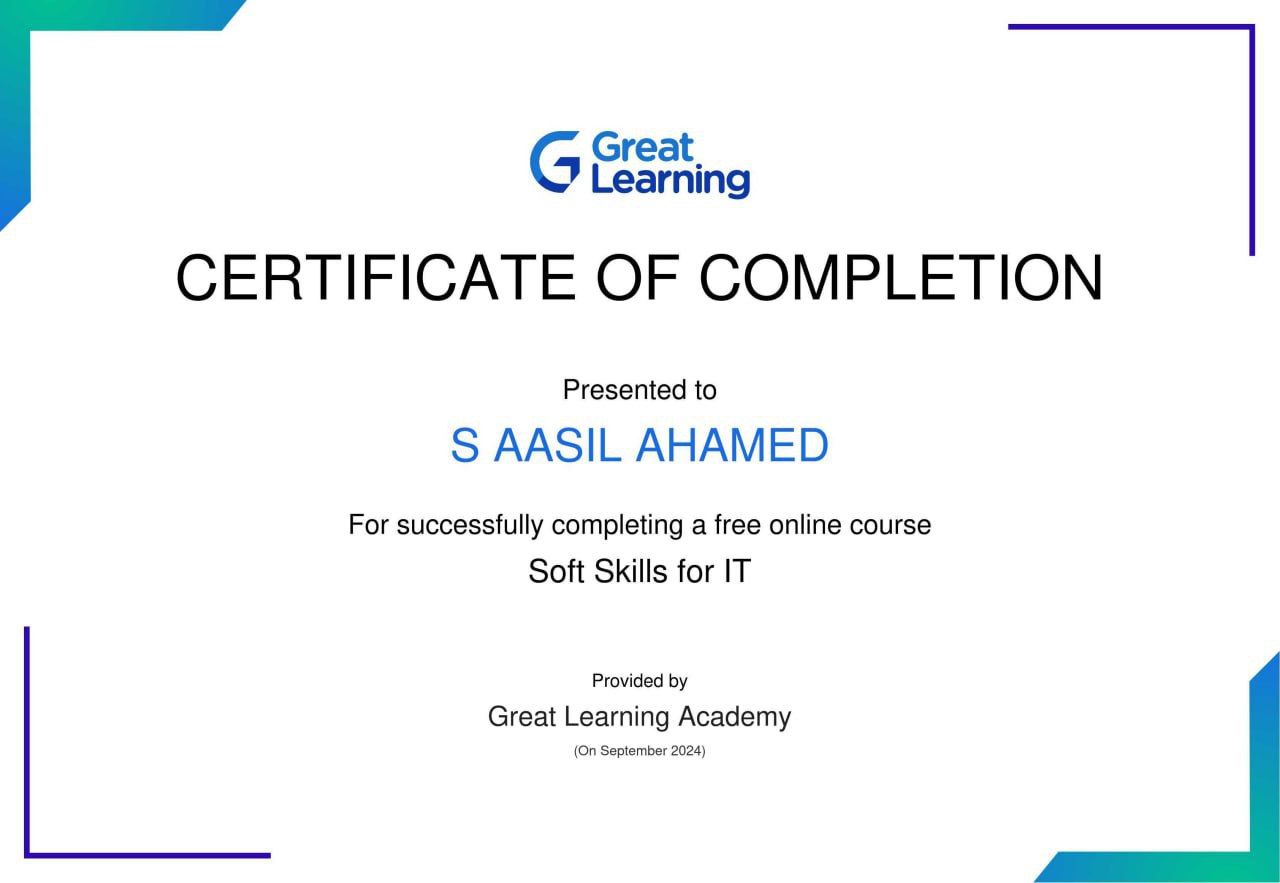 Great
Learning
CERTIFICATE OF COMPLETION
Presented to
S AASIL AHAMED
For successfully completing a free online course
Soft Skills for IT
Provided by
Great Learning Academy
(On September 2024)